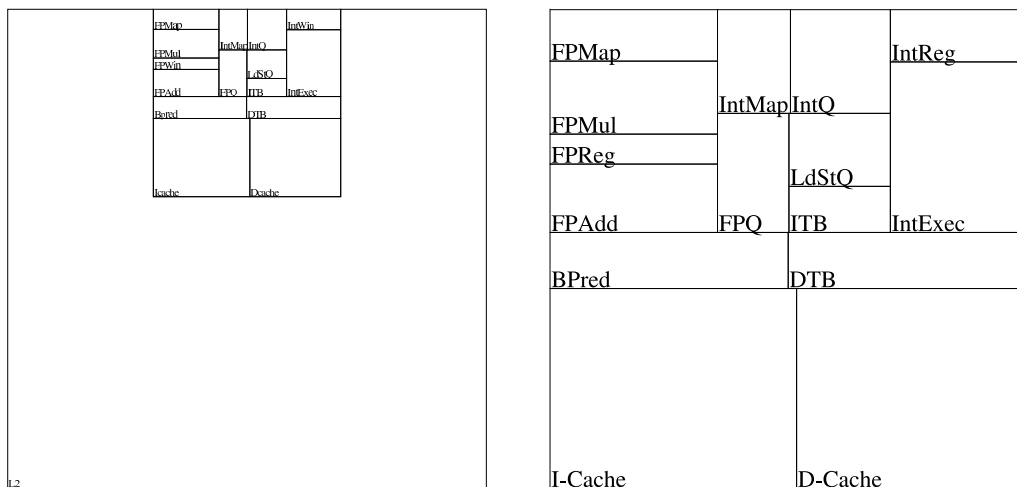 FPMap
IntWin
IntMap IntQ
FPMul
FPWin
LdStQ
FPAdd FPQ ITB IntExec
Bpred DTB
Icache Dcache
L2
FPMap IntReg
IntMap IntQ
FPMul
FPReg
LdStQ
FPAdd FPQ ITB IntExec
BPred DTB
I-Cache D-Cache